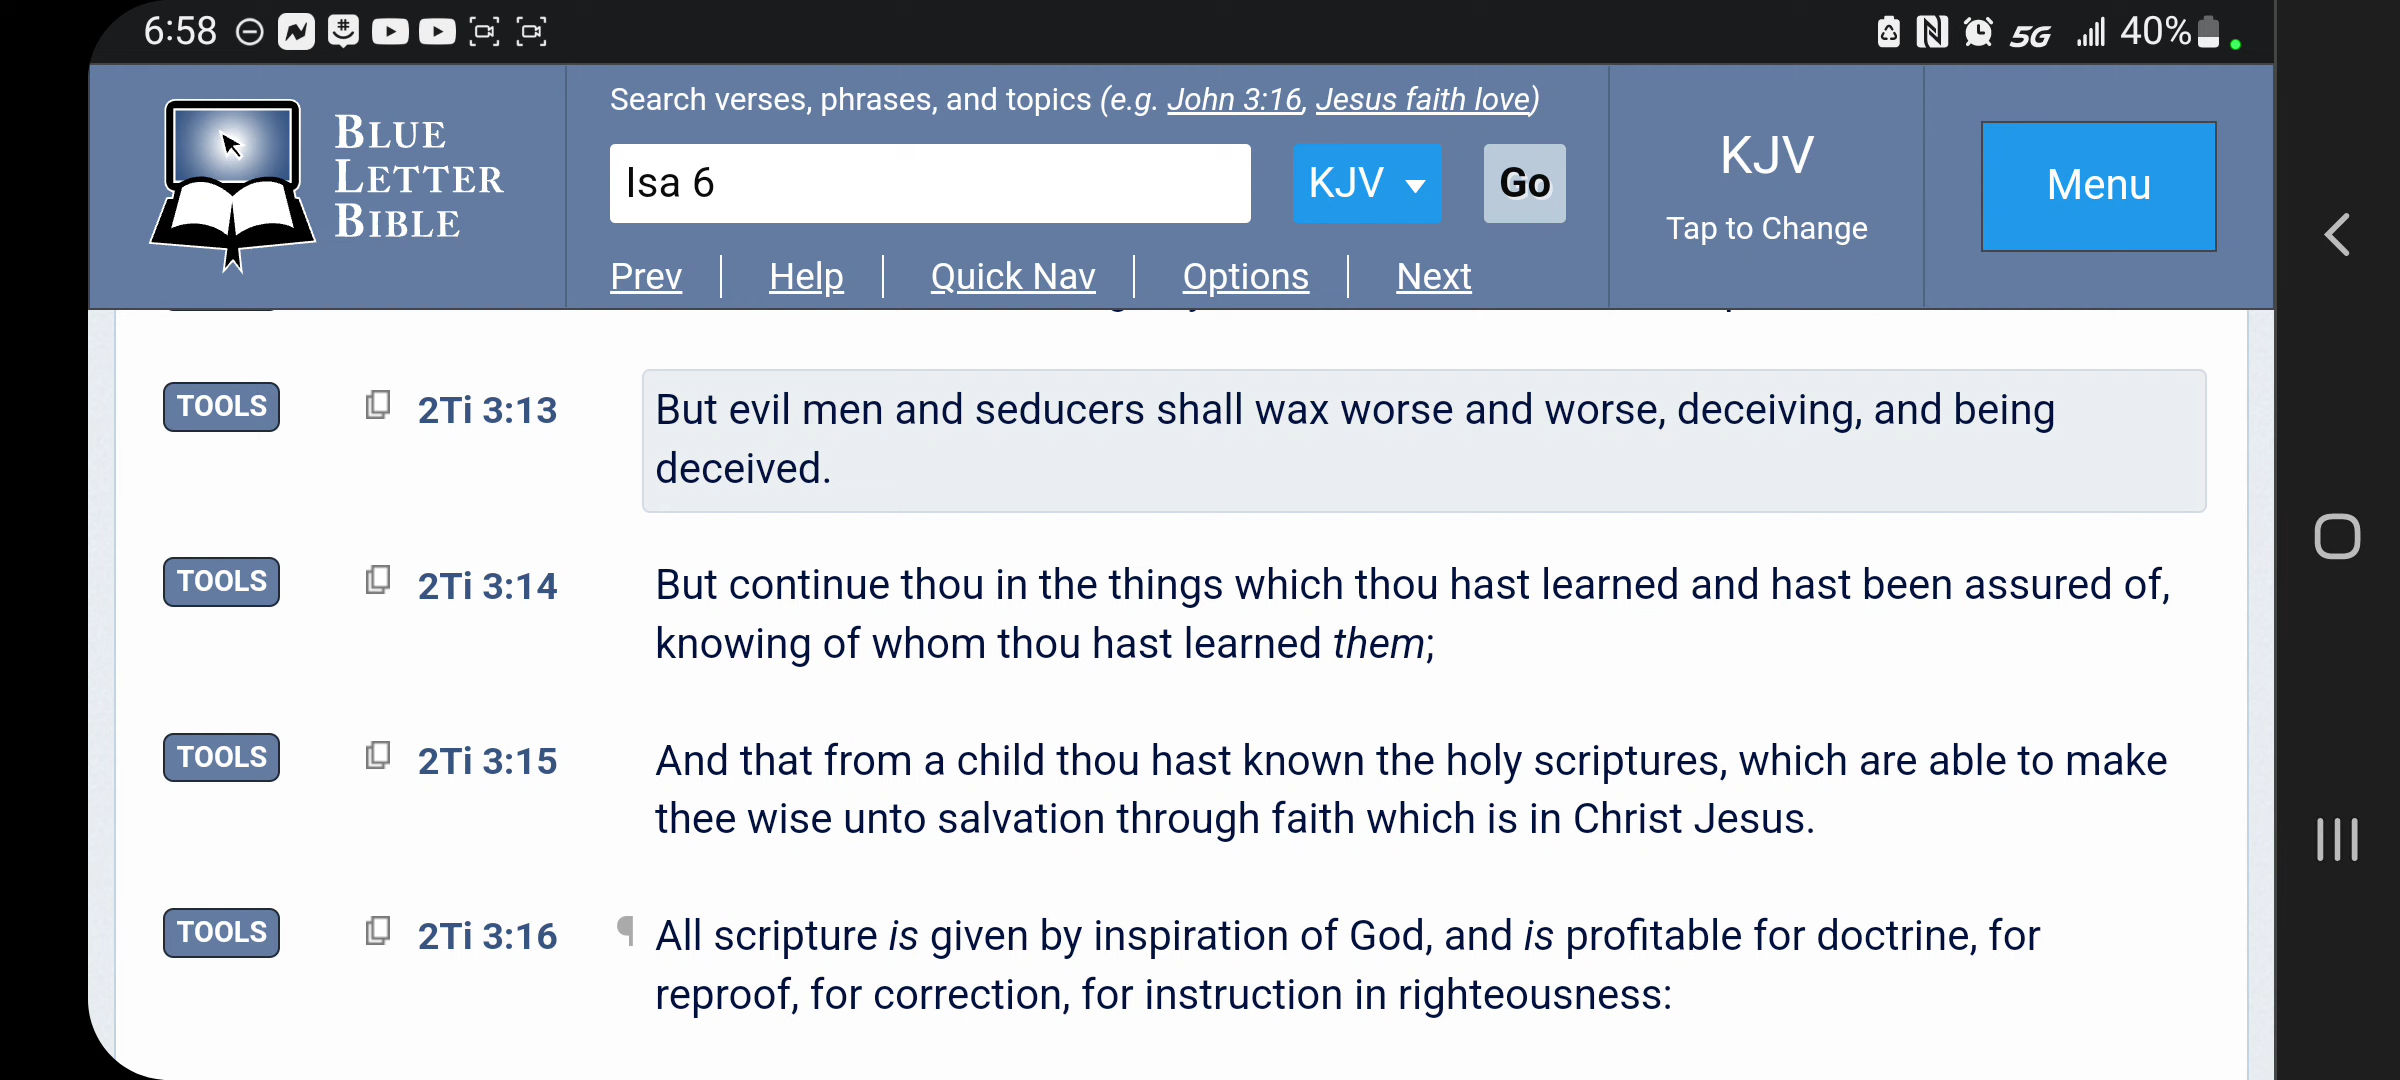 6:58 5G 40%
Search verses, phrases, and topics (e.g. John 3:16, Jesus faith love)
BLUE
LETTER
BIBLE
Isa 6 KJV Go
KJV
Tap to Change
Menu
Prev Help Quick Nav Options Next
TOOLS 2Ti 3:13 But evil men and seducers shall wax worse and worse, deceiving, and being
deceived.
TOOLS 2Ti 3:14 But continue thou in the things which thou hast learned and hast been assured of,
knowing of whom thou hast learned them;
TOOLS 2Ti 3:15 And that from a child thou hast known the holy scriptures, which are able to make
thee wise unto salvation through faith which is in Christ Jesus.
TOOLS 2Ti 3:16 ¶ All scripture is given by inspiration of God, and is profitable for doctrine, for
reproof, for correction, for instruction in righteousness: